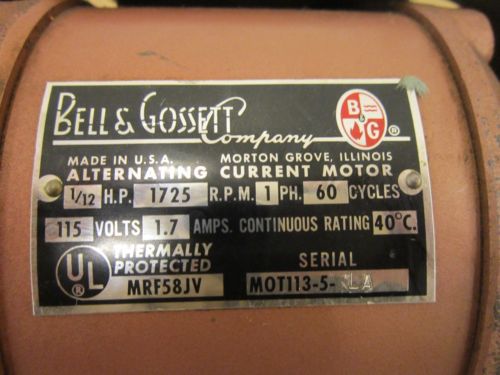 BELL & GOSSETT Company B&G ®
MADE IN U.S.A. MORTON GROVE, ILLINOIS
ALTERNATING CURRENT MOTOR
1/12 H.P. 1725 R.P.M. 1 PH. 60 CYCLES
115 VOLTS 1.7 AMPS. CONTINUOUS RATING 40°C.
UL ® THERMALLY PROTECTED SERIAL
MRF58JV MOT113-5-